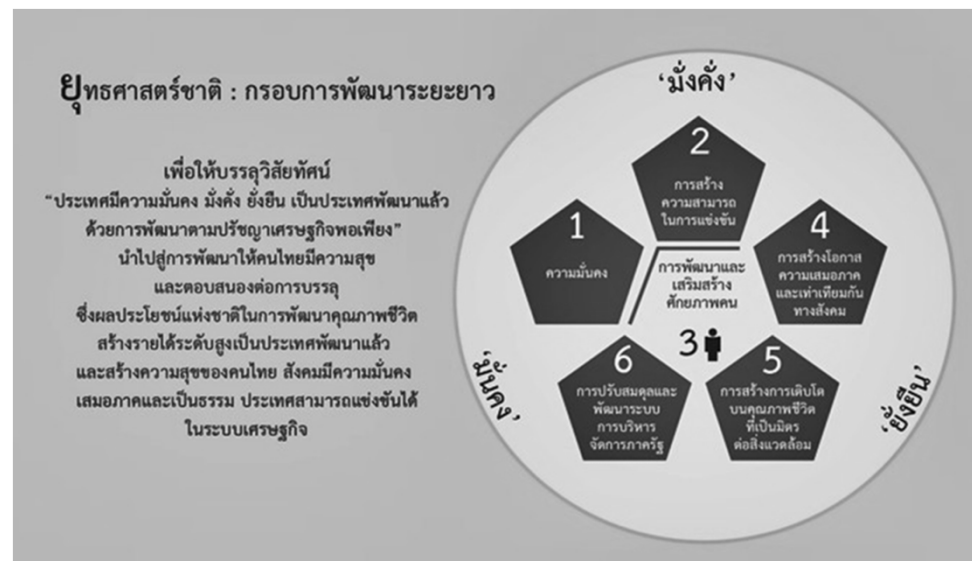 ยุทธศาสตร์ชาติ : กรอบการพัฒนาระยะยาว
เพื่อให้บรรลุวิสัยทัศน์
“ประเทศมีความมั่นคง มั่งคั่ง ยั่งยืน เป็นประเทศพัฒนาแล้ว
ด้วยการพัฒนาตามปรัชญาเศรษฐกิจพอเพียง”
นำไปสู่การพัฒนาให้คนไทยมีความสุข
และตอบสนองต่อการบรรลุ
ซึ่งผลประโยชน์แห่งชาติในการพัฒนาคุณภาพชีวิต
สร้างรายได้ระดับสูงเป็นประเทศพัฒนาแล้ว
และสร้างความสุขของคนไทย สังคมมีความมั่นคง
เสมอภาคและเป็นธรรม ประเทศสามารถแข่งขันได้
ในระบบเศรษฐกิจ
‘มั่งคั่ง’
2
การสร้าง
ความสามารถ
ในการแข่งขัน
1
ความมั่นคง
4
การสร้างโอกาส
ความเสมอภาค
และเท่าเทียมกัน
ทางสังคม
การพัฒนาและ
เสริมสร้าง
ศักยภาพคน
3
6
การปรับสมดุลและ
พัฒนาระบบ
การบริหาร
จัดการภาครัฐ
5
การสร้างการเติบโต
บนคุณภาพชีวิต
ที่เป็นมิตร
ต่อสิ่งแวดล้อม
‘มั่นคง’
‘ยั่งยืน’